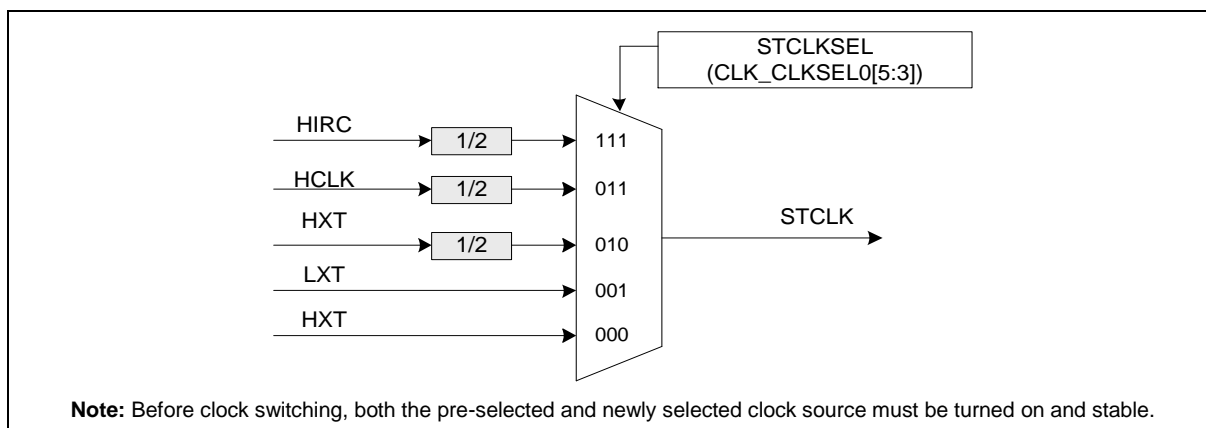 STCLKSEL
(CLK_CLKSEL0[5:3])
HIRC
1/2
111
HCLK
1/2
011
HXT
1/2
010
STCLK
LXT
001
HXT
000
Note: Before clock switching, both the pre-selected and newly selected clock source must be turned on and stable.